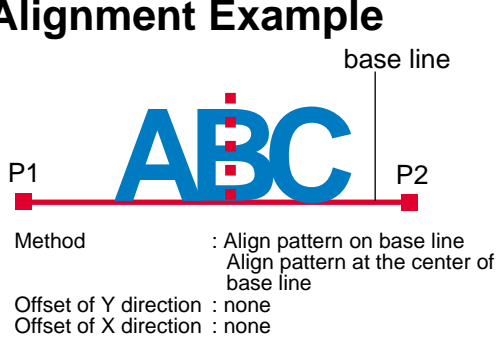 Alignment Example
base line
ABC
P1
P2
Method : Align pattern on base line
Align pattern at the center of
base line
Offset of Y direction : none
Offset of X direction : none